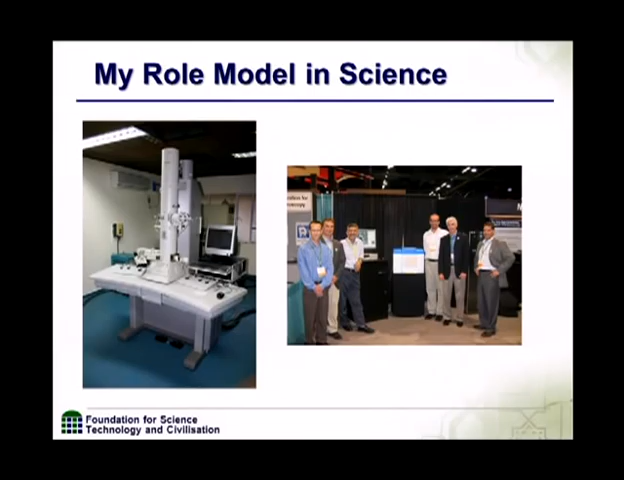 My Role Model in Science
Foundation for Science
Technology and Civilisation